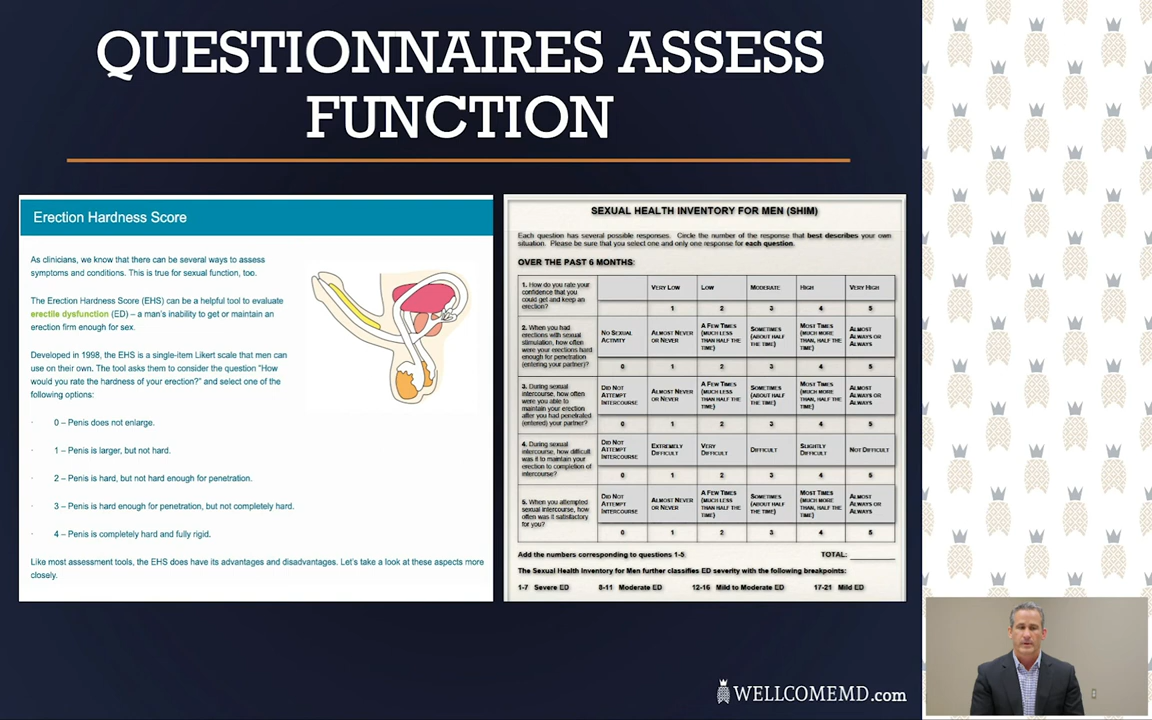 QUESTIONNAIRES ASSESS
FUNCTION
Erection Hardness Score
As clinicians, we know that there can be several ways to assess
symptoms and conditions. This is true for sexual function, too.
The Erection Hardness Score (EHS) can be a helpful tool to evaluate
erectile dysfunction (ED) – a man's inability to get or maintain an
erection firm enough for sex.
Developed in 1998, the EHS is a single-item Likert scale that men can
use on their own. The tool asks them to consider the question "How
would you rate the hardness of your erection?" and select one of the
following options:
· 0 – Penis does not enlarge.
· 1 – Penis is larger, but not hard.
· 2 – Penis is hard, but not hard enough for penetration.
· 3 – Penis is hard enough for penetration, but not completely hard.
· 4 – Penis is completely hard and fully rigid.
Like most assessment tools, the EHS does have its advantages and disadvantages. Let's take a look at these aspects more
closely.
SEXUAL HEALTH INVENTORY FOR MEN (SHIM)
Each question has several possible responses. Circle the number of the response that best describes your own
situation. Please be sure that you select one and only one response for each question.
OVER THE PAST 6 MONTHS:
1. How do you rate your
confidence that you
could get and keep an
erection?
VERY LOW
LOW
MODERATE
HIGH
VERY HIGH
1 2 3 4 5
2. When you had
erections with sexual
stimulation, how often
were your erections hard
enough for penetration
(entering your partner)?
NO SEXUAL
ACTIVITY
ALMOST NEVER
OR NEVER
A FEW TIMES
(MUCH LESS
THAN HALF THE
TIME)
SOMETIMES
(ABOUT HALF
THE TIME)
MOST TIMES
(MUCH MORE
THAN HALF THE
TIME)
ALMOST
ALWAYS OR
ALWAYS
0 1 2 3 4 5
3. During sexual
intercourse, how often
were you able to
maintain your erection
after you had penetrated
(entered) your partner?
DID NOT
ATTEMPT
INTERCOURSE
ALMOST NEVER
OR NEVER
A FEW TIMES
(MUCH LESS
THAN HALF THE
TIME)
SOMETIMES
(ABOUT HALF
THE TIME)
MOST TIMES
(MUCH MORE
THAN, HALF THE
TIME)
ALMOST
ALWAYS OR
ALWAYS
0 1 2 3 4 5
4. During sexual
intercourse, how difficult
was it to maintain your
erection to completion of
intercourse?
DID NOT
ATTEMPT
INTERCOURSE
EXTREMELY
DIFFICULT
VERY
DIFFICULT
DIFFICULT
SLIGHTLY
DIFFICULT
NOT DIFFICULT
0 1 2 3 4 5
5. When you attempted
sexual intercourse, how
often was it satisfactory
for you?
DID NOT
ATTEMPT
INTERCOURSE
ALMOST NEVER
OR NEVER
A FEW TIMES
(MUCH LESS
THAN HALF THE
TIME)
SOMETIMES
(ABOUT HALF
THE TIME)
MOST TIMES
(MUCH MORE
THAN HALF THE
TIME)
ALMOST
ALWAYS OR
ALWAYS
0 1 2 3 4 5
Add the numbers corresponding to questions 1-5 TOTAL:
The Sexual Health Inventory for Men further classifies ED severity with the following breakpoints:
1-7 Severe ED 8-11 Moderate ED 12-16 Mild to Moderate ED 17-21 Mild ED
WELLCOMEMD.com